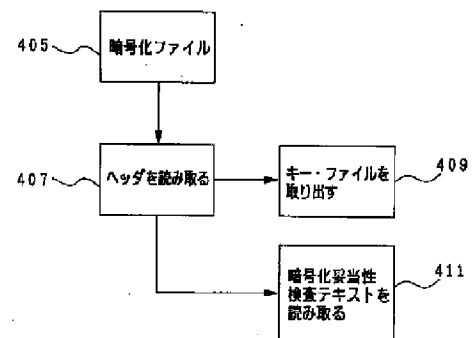 405
暗号化ファイル
407
ヘッダを読み取る
キー・ファイルを
取り出す
409
暗号化妥当性
検査テキストを
読み取る
411